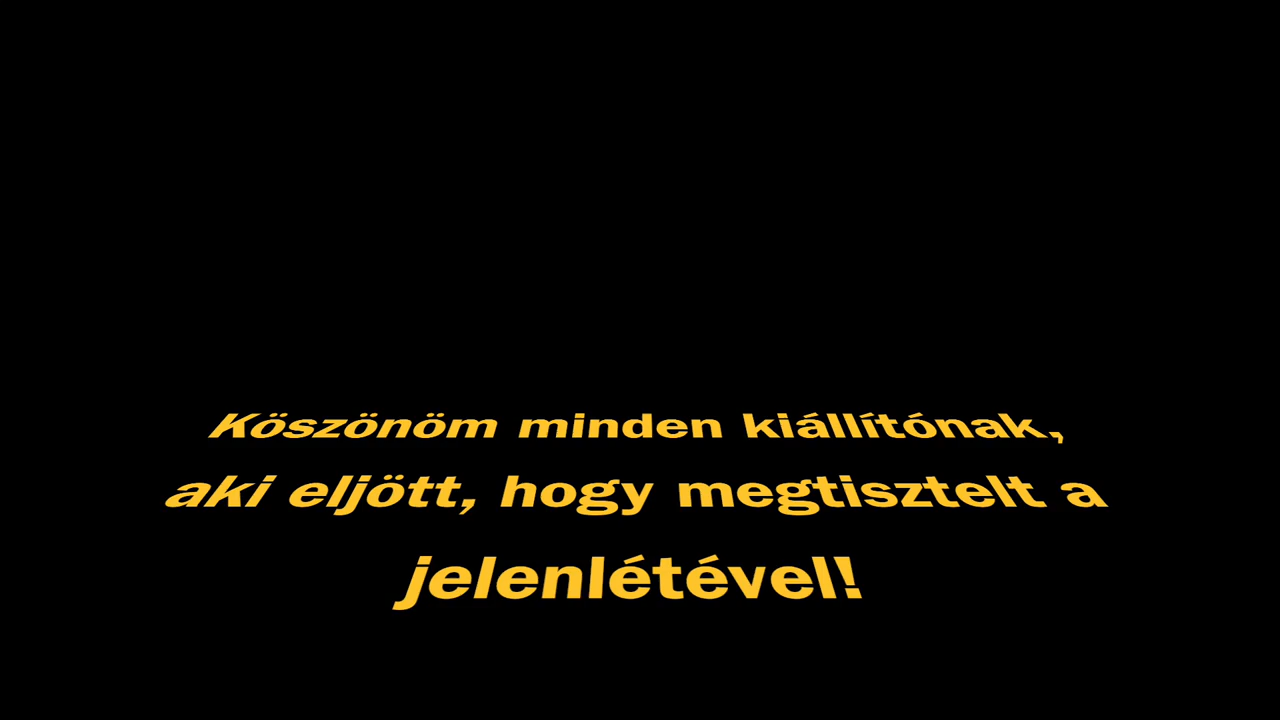 Köszönöm minden kiállítónak,
aki eljött, hogy megtisztelt a
jelenlétével!